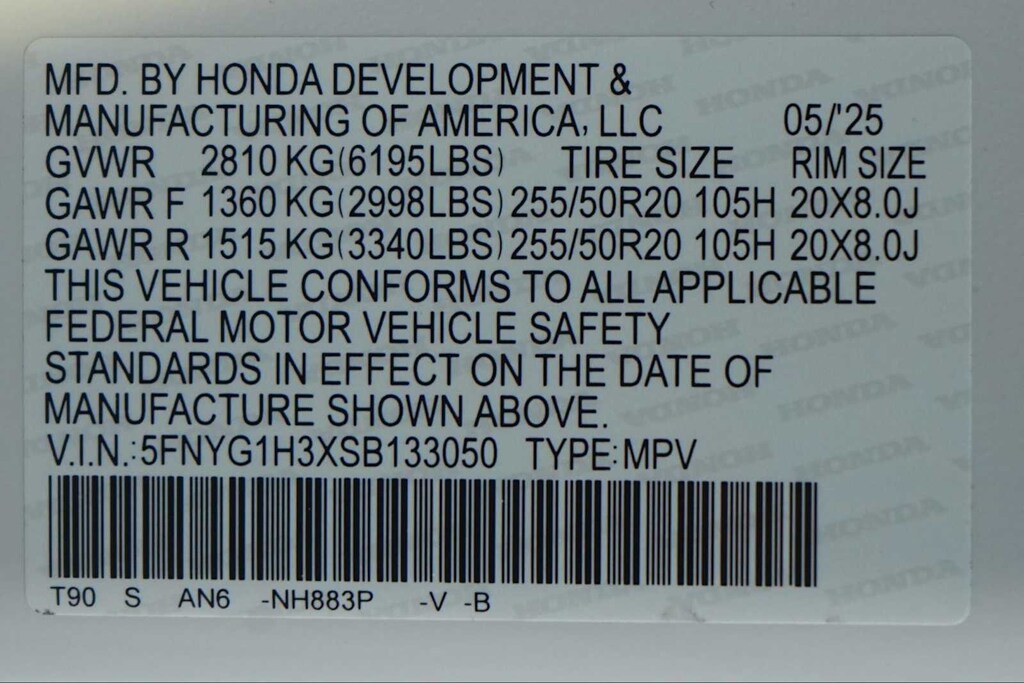 MFD. BY HONDA DEVELOPMENT &
MANUFACTURING OF AMERICA, LLC 05/'25
GVWR 2810 KG(6195LBS) TIRE SIZE RIM SIZE
GAWR F 1360 KG(2998LBS) 255/50R20 105H 20X8.0J
GAWR R 1515 KG(3340LBS) 255/50R20 105H 20X8.0J
THIS VEHICLE CONFORMS TO ALL APPLICABLE
FEDERAL MOTOR VEHICLE SAFETY
STANDARDS IN EFFECT ON THE DATE OF
MANUFACTURE SHOWN ABOVE.
V.I.N.:5FNYG1H3XSB133050 TYPE:MPV
T90 S AN6 -NH883P -V -B